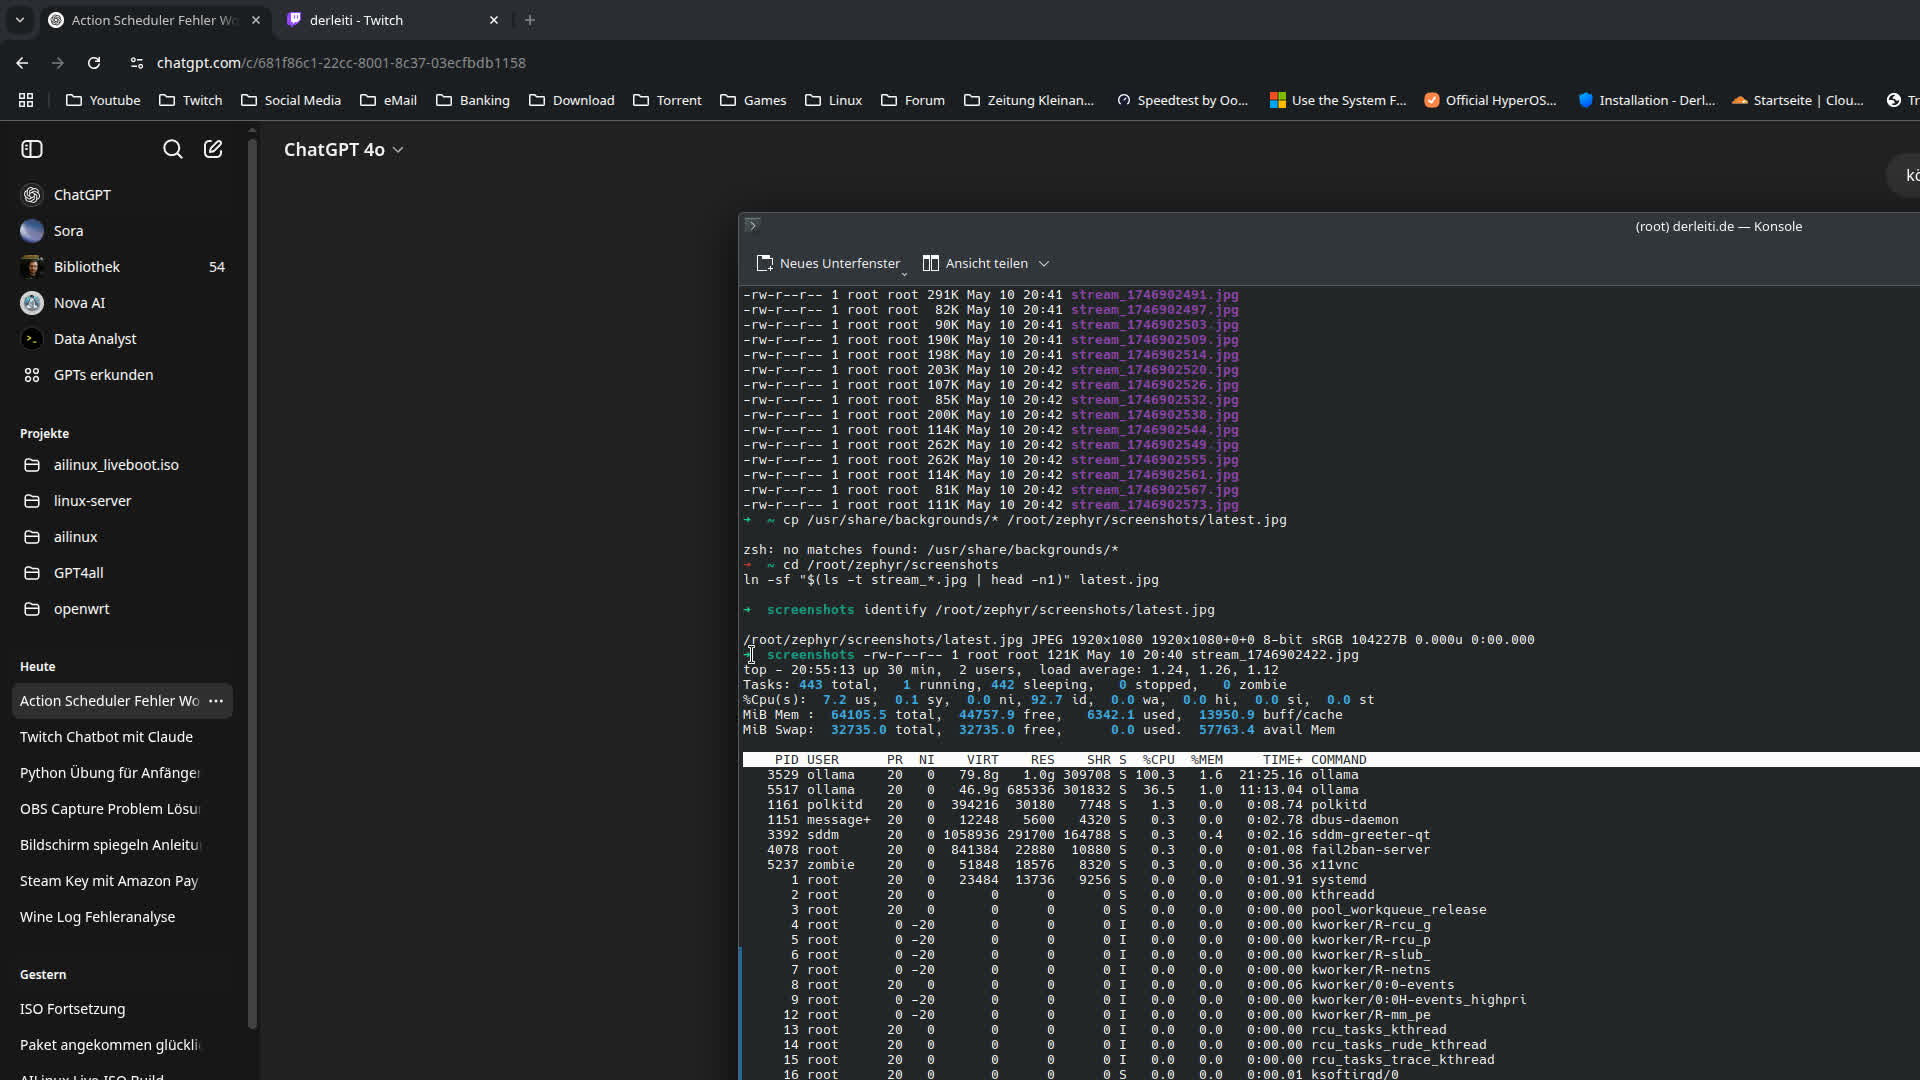 Action Scheduler Fehler Wo
derleiti - Twitch
chatgpt.com/c/681f86c1-22cc-8001-8c37-03ecfbdb1158
Youtube Twitch Social Media eMail Banking Download Torrent Games Linux Forum Zeitung Kleinan... Speedtest by Oo... Use the System F... Official HyperOS... Installation - Derl... Startseite | Clou... Tr
ChatGPT 4o
kö
ChatGPT
Sora
Bibliothek 54
Nova AI
Data Analyst
GPTs erkunden
Projekte
ailinux_liveboot.iso
linux-server
ailinux
GPT4all
openwrt
Heute
Action Scheduler Fehler Wo
Twitch Chatbot mit Claude
Python Übung für Anfänger
OBS Capture Problem Lösu
Bildschirm spiegeln Anleitu
Steam Key mit Amazon Pay
Wine Log Fehleranalyse
Gestern
ISO Fortsetzung
Paket angekommen glückli
AILinux Live ISO Build
(root) derleiti.de — Konsole
Neues Unterfenster Ansicht teilen
-rw-r--r-- 1 root root 291K May 10 20:41 stream_1746902491.jpg
-rw-r--r-- 1 root root  82K May 10 20:41 stream_1746902497.jpg
-rw-r--r-- 1 root root  90K May 10 20:41 stream_1746902503.jpg
-rw-r--r-- 1 root root 190K May 10 20:41 stream_1746902509.jpg
-rw-r--r-- 1 root root 198K May 10 20:41 stream_1746902514.jpg
-rw-r--r-- 1 root root 203K May 10 20:42 stream_1746902520.jpg
-rw-r--r-- 1 root root 107K May 10 20:42 stream_1746902526.jpg
-rw-r--r-- 1 root root  85K May 10 20:42 stream_1746902532.jpg
-rw-r--r-- 1 root root 200K May 10 20:42 stream_1746902538.jpg
-rw-r--r-- 1 root root 114K May 10 20:42 stream_1746902544.jpg
-rw-r--r-- 1 root root 262K May 10 20:42 stream_1746902549.jpg
-rw-r--r-- 1 root root 262K May 10 20:42 stream_1746902555.jpg
-rw-r--r-- 1 root root 114K May 10 20:42 stream_1746902561.jpg
-rw-r--r-- 1 root root  81K May 10 20:42 stream_1746902567.jpg
-rw-r--r-- 1 root root 111K May 10 20:42 stream_1746902573.jpg
➜  ~ cp /usr/share/backgrounds/* /root/zephyr/screenshots/latest.jpg
zsh: no matches found: /usr/share/backgrounds/*
➜  ~ cd /root/zephyr/screenshots
ln -sf "$(ls -t stream_*.jpg | head -n1)" latest.jpg
➜  screenshots identify /root/zephyr/screenshots/latest.jpg
/root/zephyr/screenshots/latest.jpg JPEG 1920x1080 1920x1080+0+0 8-bit sRGB 104227B 0.000u 0:00.000
➜  screenshots -rw-r--r-- 1 root root 121K May 10 20:40 stream_1746902422.jpg
top - 20:55:13 up 30 min,  2 users,  load average: 1.24, 1.26, 1.12
Tasks: 443 total,   1 running, 442 sleeping,   0 stopped,   0 zombie
%Cpu(s):  7.2 us,  0.1 sy,  0.0 ni, 92.7 id,  0.0 wa,  0.0 hi,  0.0 si,  0.0 st
MiB Mem :  64105.5 total,  44757.9 free,   6342.1 used,  13950.9 buff/cache
MiB Swap:  32735.0 total,  32735.0 free,      0.0 used.  57763.4 avail Mem
PID USER      PR  NI    VIRT    RES    SHR S  %CPU  %MEM     TIME+ COMMAND
3529 ollama    20   0   79.8g   1.0g 309708 S 100.3   1.6  21:25.16 ollama
5517 ollama    20   0   46.9g 685336 301832 S  36.5   1.0  11:13.04 ollama
1161 polkitd   20   0  394216  30180   7748 S   1.3   0.0   0:08.74 polkitd
1151 message+  20   0   12248   5600   4320 S   0.3   0.0   0:02.78 dbus-daemon
3392 sddm      20   0 1058936 291700 164788 S   0.3   0.4   0:02.16 sddm-greeter-qt
4078 root      20   0  841384  22880  10880 S   0.3   0.0   0:01.08 fail2ban-server
5237 zombie    20   0   51848  18576   8320 S   0.3   0.0   0:00.36 x11vnc
1 root      20   0   23484  13736   9256 S   0.0   0.0   0:01.91 systemd
2 root      20   0       0      0      0 S   0.0   0.0   0:00.00 kthreadd
3 root      20   0       0      0      0 S   0.0   0.0   0:00.00 pool_workqueue_release
4 root       0 -20       0      0      0 I   0.0   0.0   0:00.00 kworker/R-rcu_g
5 root       0 -20       0      0      0 I   0.0   0.0   0:00.00 kworker/R-rcu_p
6 root       0 -20       0      0      0 I   0.0   0.0   0:00.00 kworker/R-slub_
7 root       0 -20       0      0      0 I   0.0   0.0   0:00.00 kworker/R-netns
8 root      20   0       0      0      0 I   0.0   0.0   0:00.06 kworker/0:0-events
9 root       0 -20       0      0      0 I   0.0   0.0   0:00.00 kworker/0:0H-events_highpri
12 root       0 -20       0      0      0 I   0.0   0.0   0:00.00 kworker/R-mm_pe
13 root      20   0       0      0      0 I   0.0   0.0   0:00.00 rcu_tasks_kthread
14 root      20   0       0      0      0 I   0.0   0.0   0:00.00 rcu_tasks_rude_kthread
15 root      20   0       0      0      0 I   0.0   0.0   0:00.00 rcu_tasks_trace_kthread
16 root      20   0       0      0      0 S   0.0   0.0   0:00.01 ksoftirqd/0